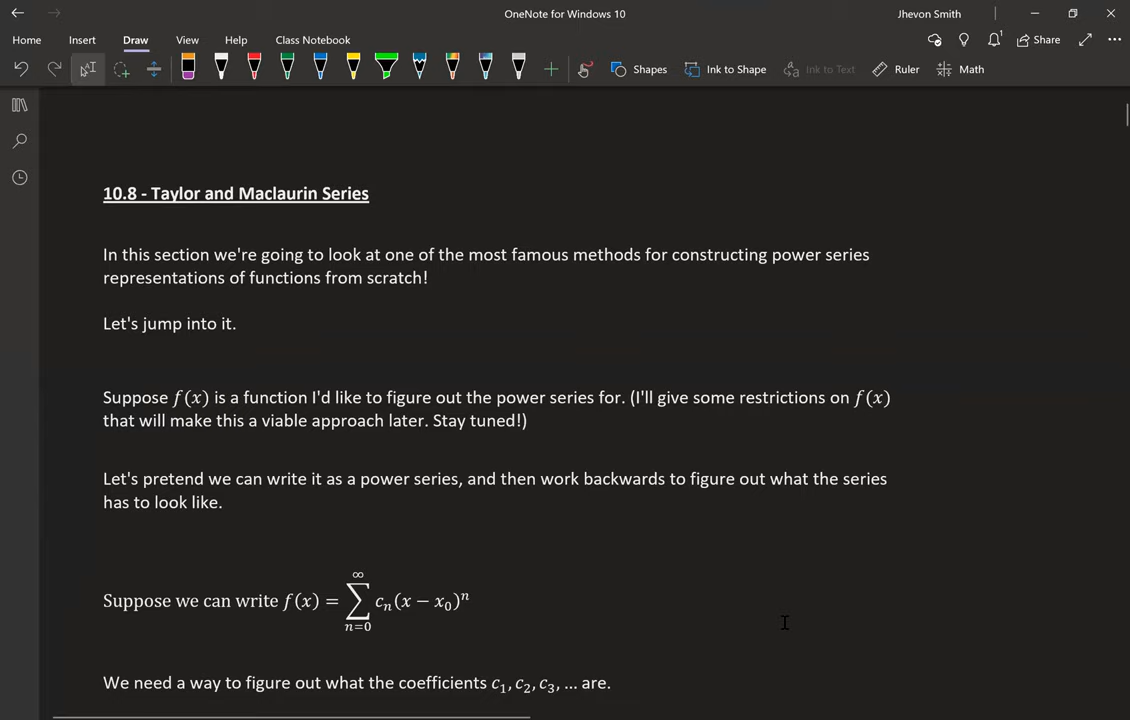 OneNote for Windows 10
Jhevon Smith
Home Insert Draw View Help Class Notebook
Share
Shapes Ink to Shape Ink to Text Ruler Math
10.8 - Taylor and Maclaurin Series
In this section we're going to look at one of the most famous methods for constructing power series
representations of functions from scratch!
Let's jump into it.
Suppose f(x) is a function I'd like to figure out the power series for. (I'll give some restrictions on f(x)
that will make this a viable approach later. Stay tuned!)
Let's pretend we can write it as a power series, and then work backwards to figure out what the series
has to look like.
Suppose we can write f(x) = ∑_{n=0}^{∞} c_n(x − x_0)^n
We need a way to figure out what the coefficients c_1, c_2, c_3, … are.